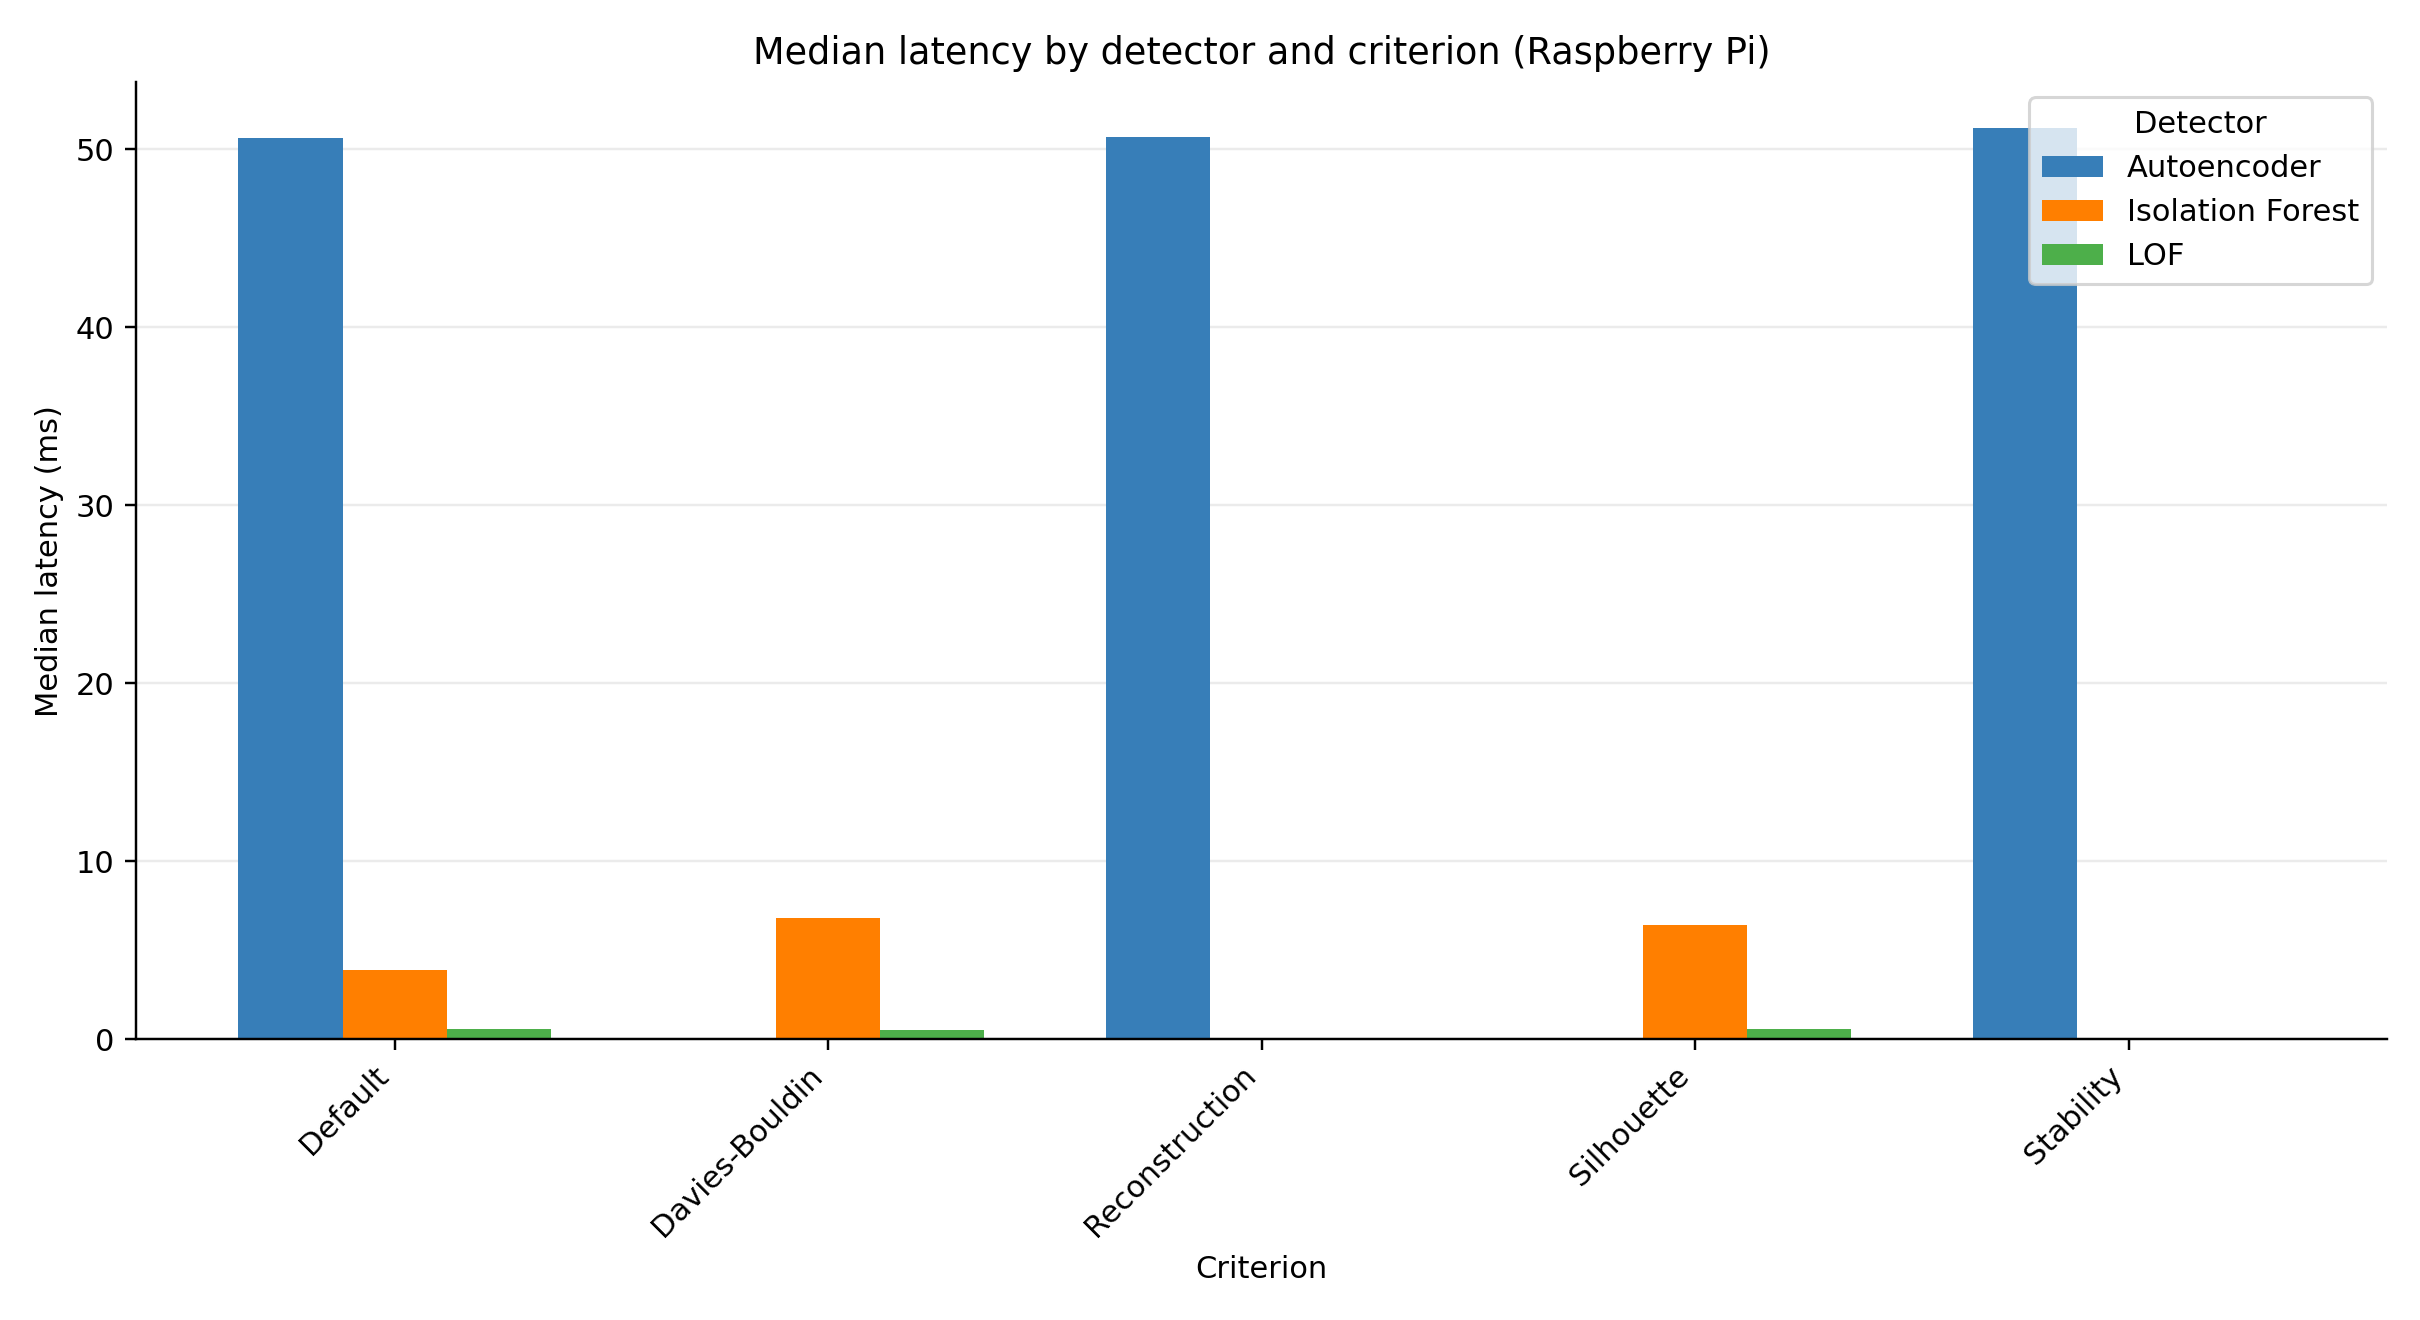 Median latency by detector and criterion (Raspberry Pi)
Detector
Autoencoder
Isolation Forest
LOF
Median latency (ms)
50
40
30
20
10
0
Default
Davies-Bouldin
Reconstruction
Silhouette
Stability
Criterion